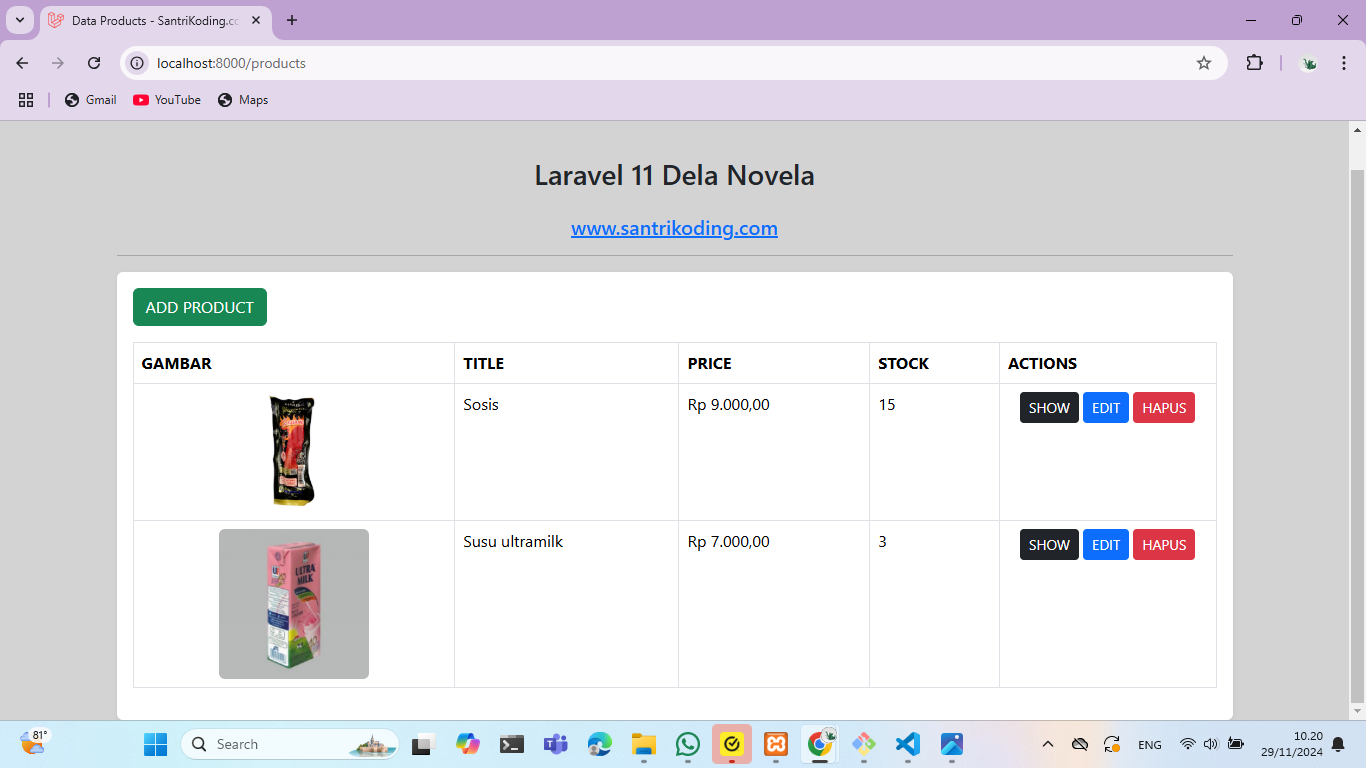 Data Products - SantriKoding.cc
localhost:8000/products
Gmail
YouTube
Maps
Laravel 11 Dela Novela
www.santrikoding.com
ADD PRODUCT
GAMBAR TITLE PRICE STOCK ACTIONS
Sosis Rp 9.000,00 15 SHOW EDIT HAPUS
Susu ultramilk Rp 7.000,00 3 SHOW EDIT HAPUS
ULTRA
MILK
81°
Search
ENG
10.20
29/11/2024